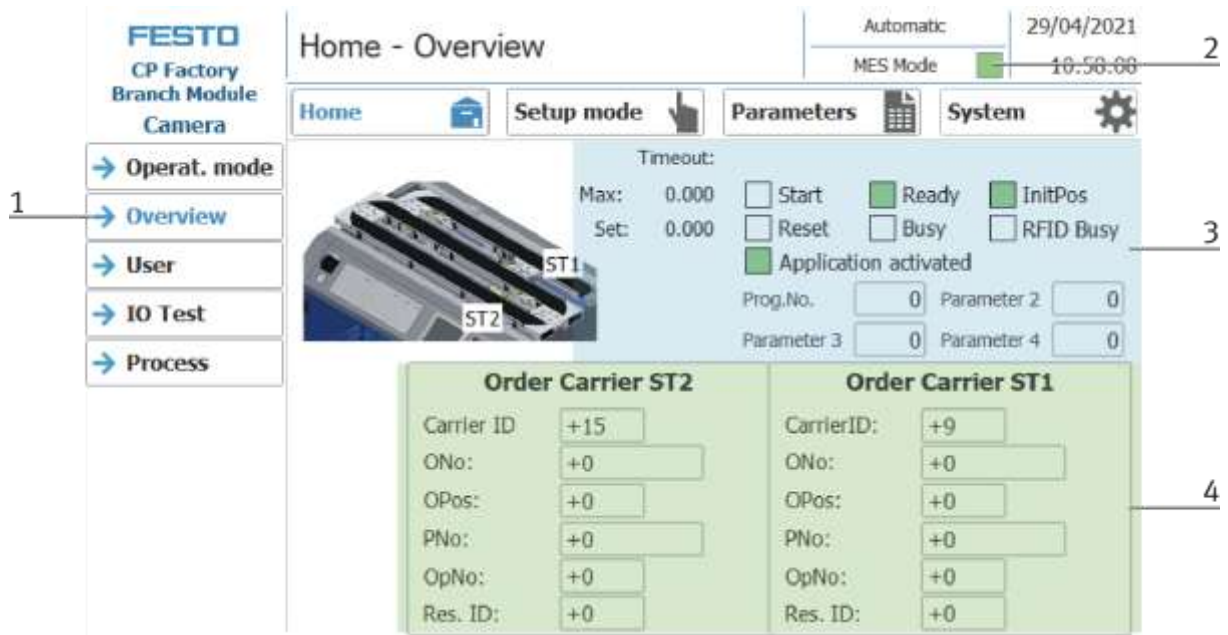 FESTO
CP Factory
Branch Module
Camera
Home - Overview
Automatic
MES Mode
29/04/2021
10:58:08
2
Home
Setup mode
Parameters
System
Operat. mode
Overview
User
IO Test
Process
1
Timeout:
Max: 0.000
Set: 0.000
Start
Ready
InitPos
Reset
Busy
RFID Busy
Application activated
Prog.No. 0 Parameter 2 0
Parameter 3 0 Parameter 4 0
3
ST1
ST2
Order Carrier ST2
Carrier ID +15
ONo: +0
OPos: +0
PNo: +0
OpNo: +0
Res. ID: +0
Order Carrier ST1
CarrierID: +9
ONo: +0
OPos: +0
PNo: +0
OpNo: +0
Res. ID: +0
4